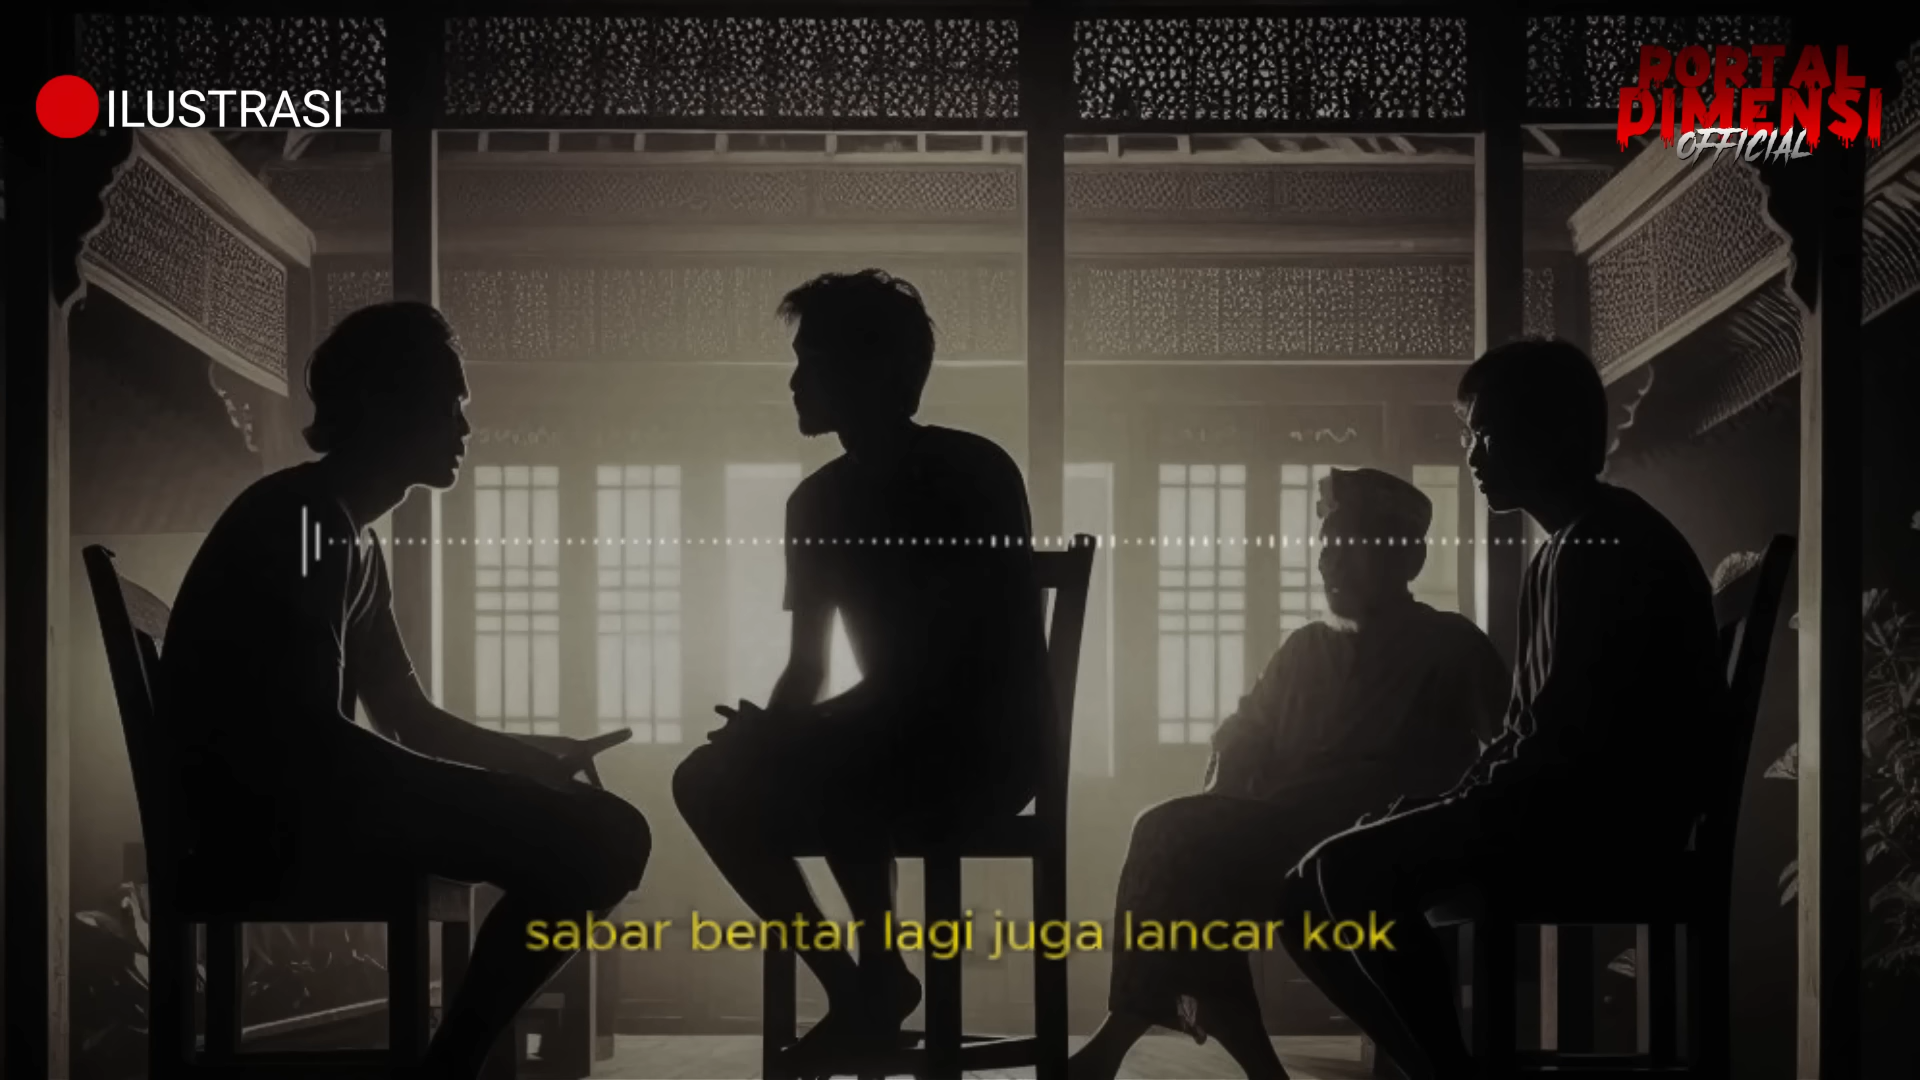 ILUSTRASI
PORTAL
DIMENSI
OFFICIAL
sabar bentar lagi juga lancar kok